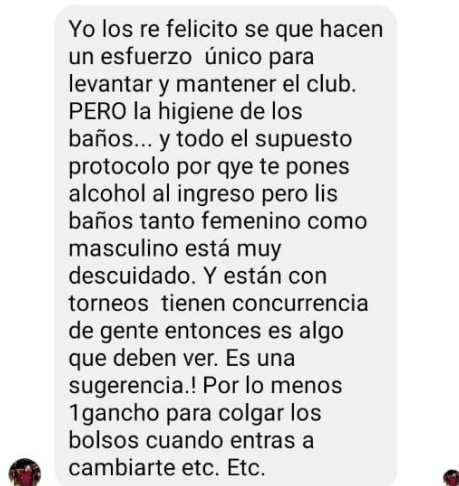 Yo los re felicito se que hacen
un esfuerzo único para
levantar y mantener el club.
PERO la higiene de los
baños... y todo el supuesto
protocolo por qye te pones
alcohol al ingreso pero lis
baños tanto femenino como
masculino está muy
descuidado. Y están con
torneos tienen concurrencia
de gente entonces es algo
que deben ver. Es una
sugerencia.! Por lo menos
1gancho para colgar los
bolsos cuando entras a
cambiarte etc. Etc.